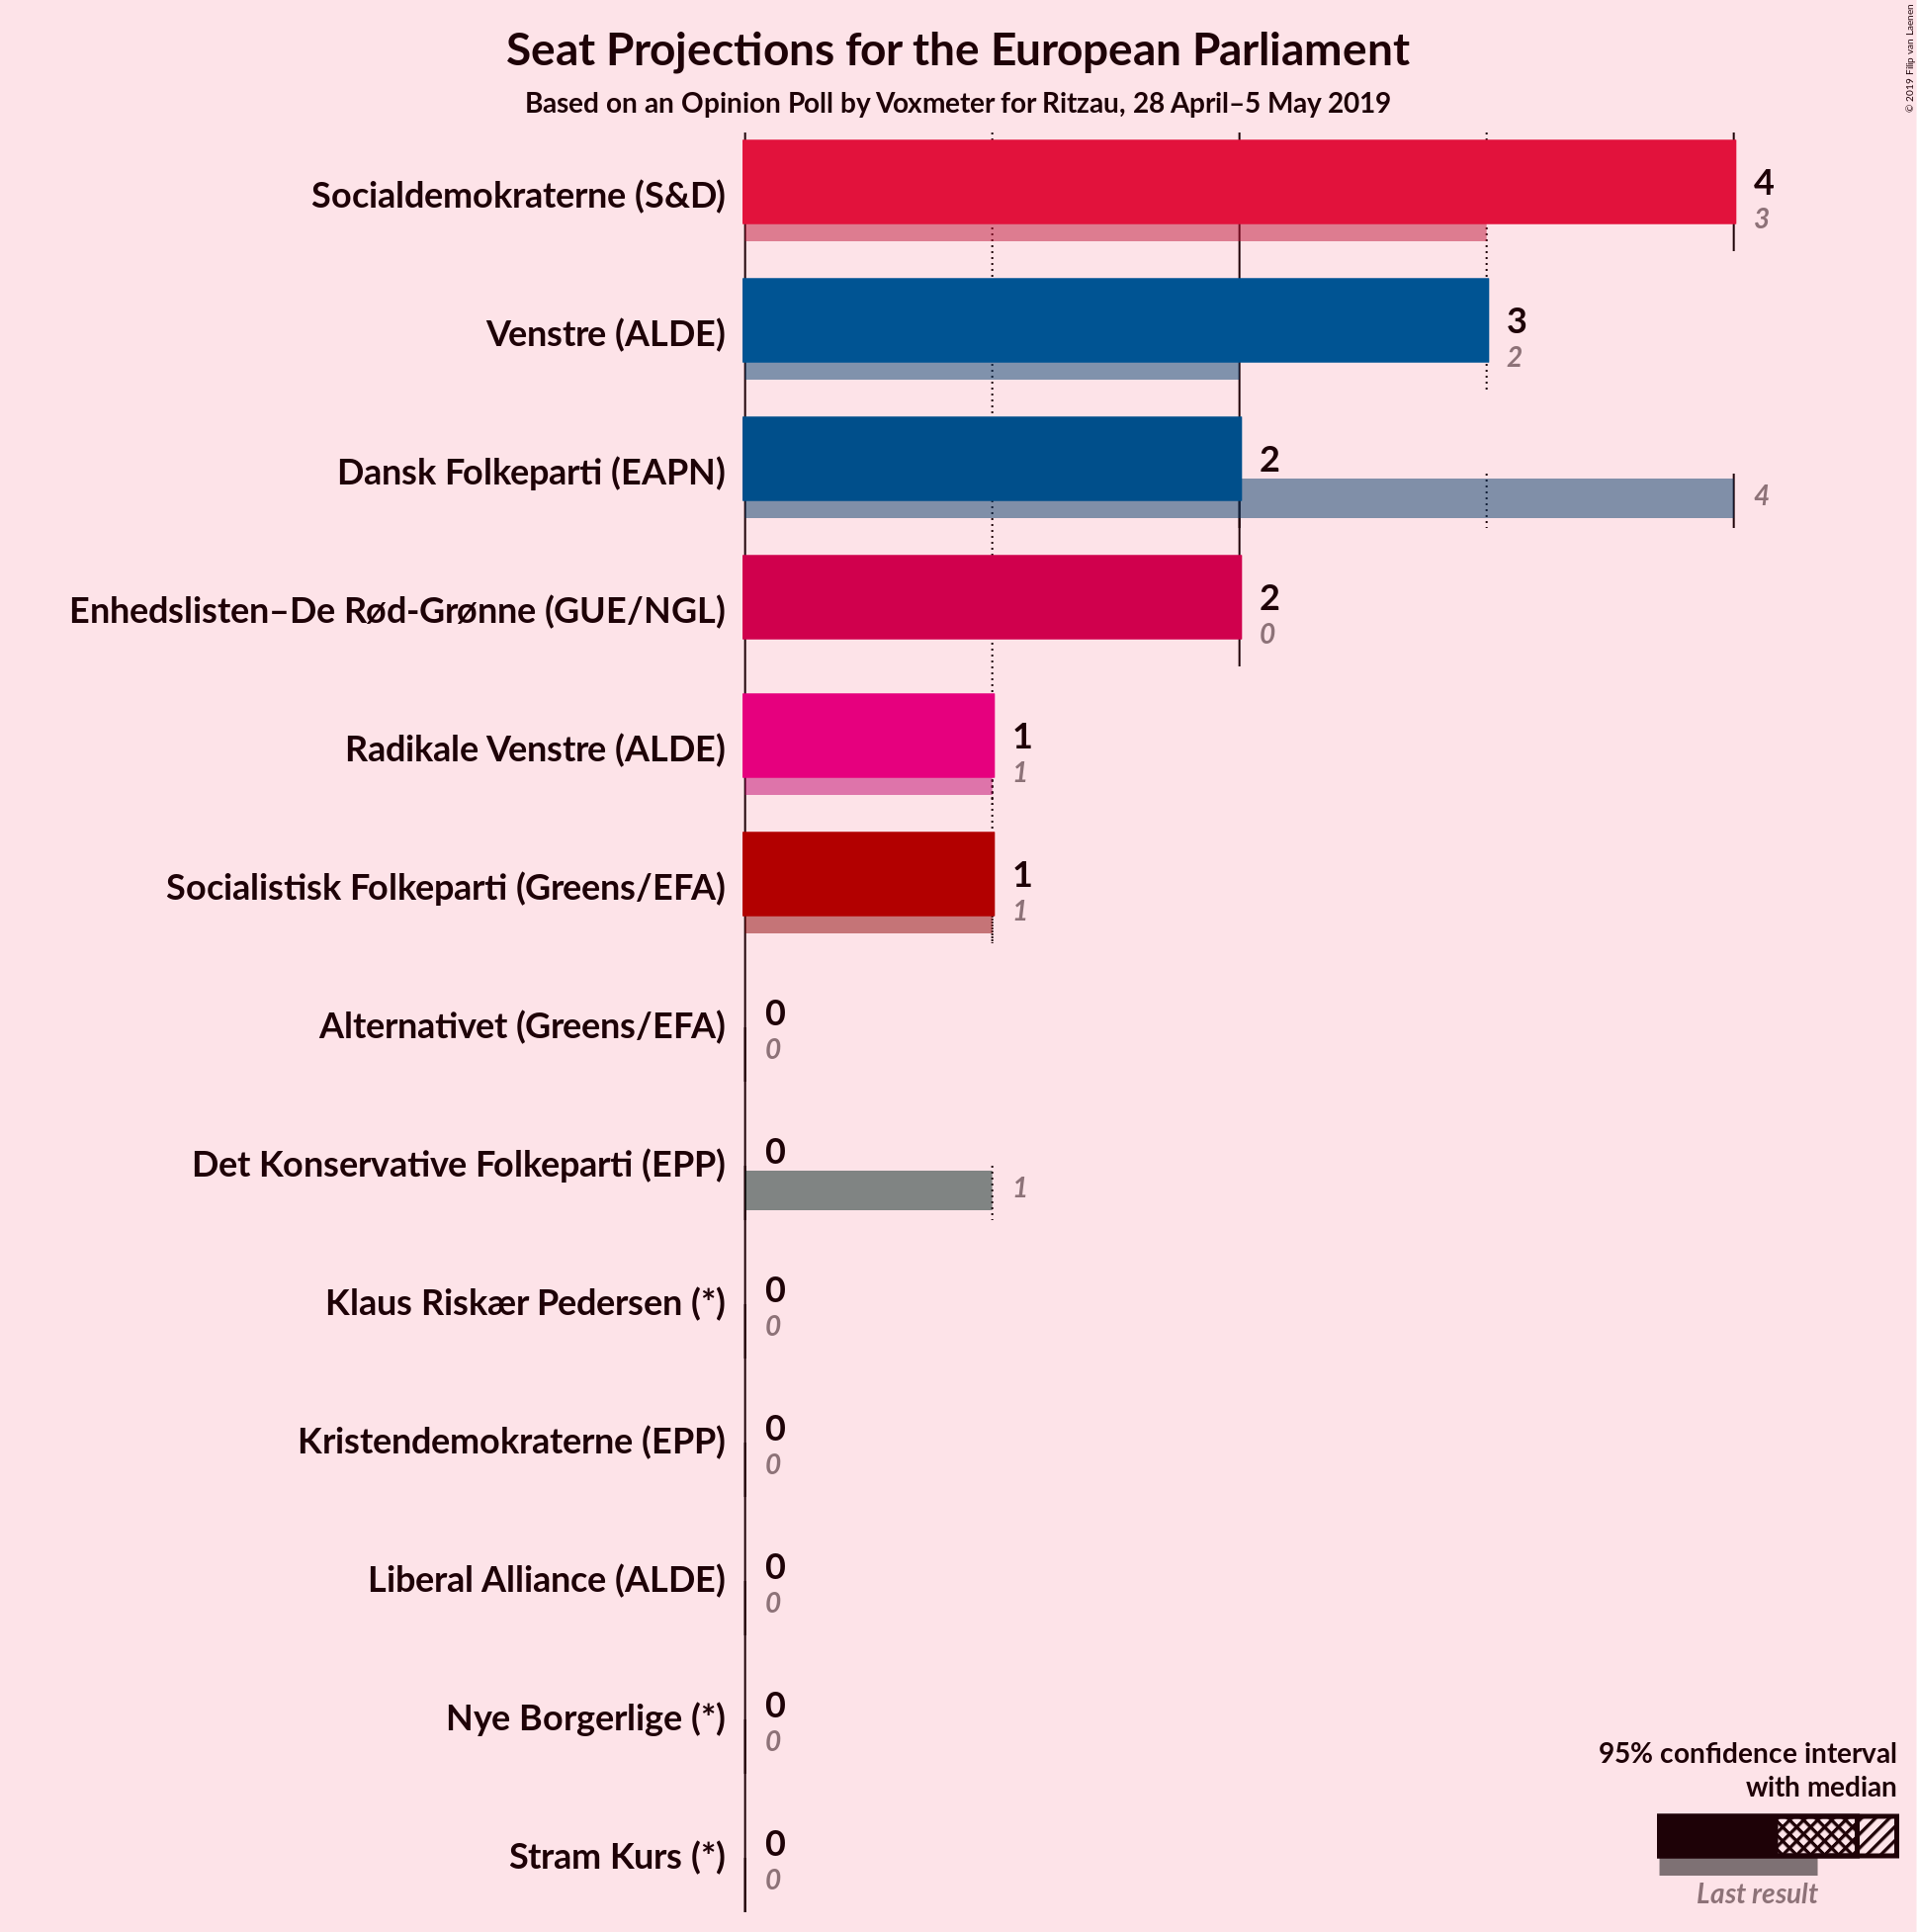 Seat Projections for the European Parliament
Based on an Opinion Poll by Voxmeter for Ritzau, 28 April–5 May 2019
© 2019 Filip van Laenen
Socialdemokraterne (S&D)
4
3
Venstre (ALDE)
3
2
Dansk Folkeparti (EAPN)
2
4
Enhedslisten–De Rød-Grønne (GUE/NGL)
2
0
Radikale Venstre (ALDE)
1
1
Socialistisk Folkeparti (Greens/EFA)
1
1
Alternativet (Greens/EFA)
0
0
Det Konservative Folkeparti (EPP)
0
1
Klaus Riskær Pedersen (*)
0
0
Kristendemokraterne (EPP)
0
0
Liberal Alliance (ALDE)
0
0
Nye Borgerlige (*)
0
0
Stram Kurs (*)
0
0
95% confidence interval
with median
Last result